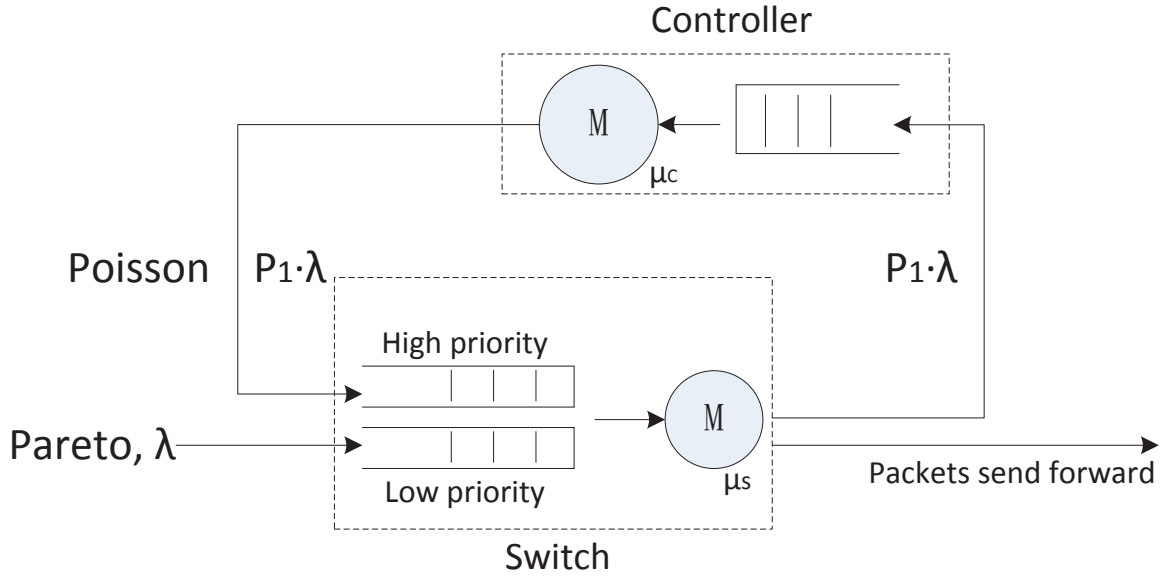 Controller
M
μc
Poisson
P1·λ
P1·λ
High priority
M
Pareto, λ
Low priority
μs
Packets send forward
Switch